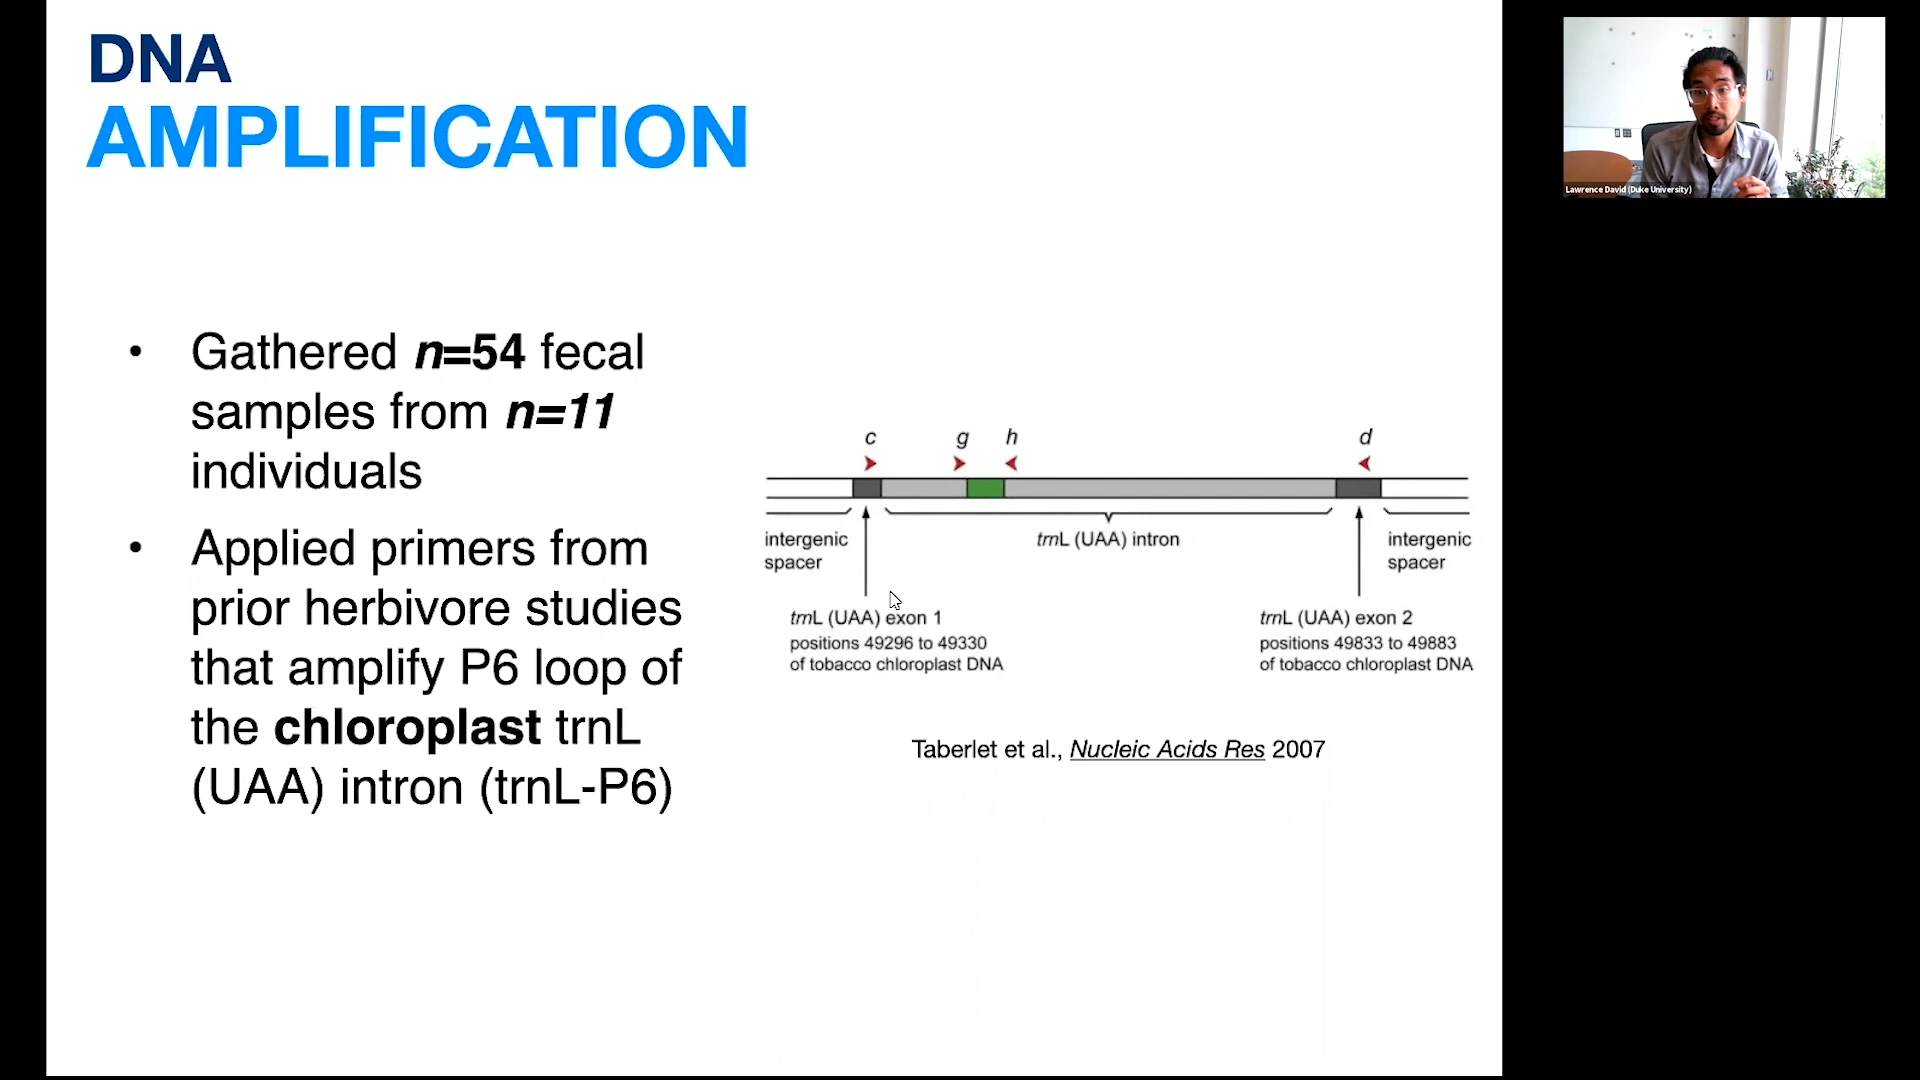 DNA
AMPLIFICATION
• Gathered n=54 fecal
samples from n=11
individuals
• Applied primers from
prior herbivore studies
that amplify P6 loop of
the chloroplast trnL
(UAA) intron (trnL-P6)
c g h d
intergenic
spacer
trnL (UAA) intron
intergenic
spacer
trnL (UAA) exon 1
positions 49296 to 49330
of tobacco chloroplast DNA
trnL (UAA) exon 2
positions 49833 to 49883
of tobacco chloroplast DNA
Taberlet et al., Nucleic Acids Res 2007
Lawrence David (Duke University)